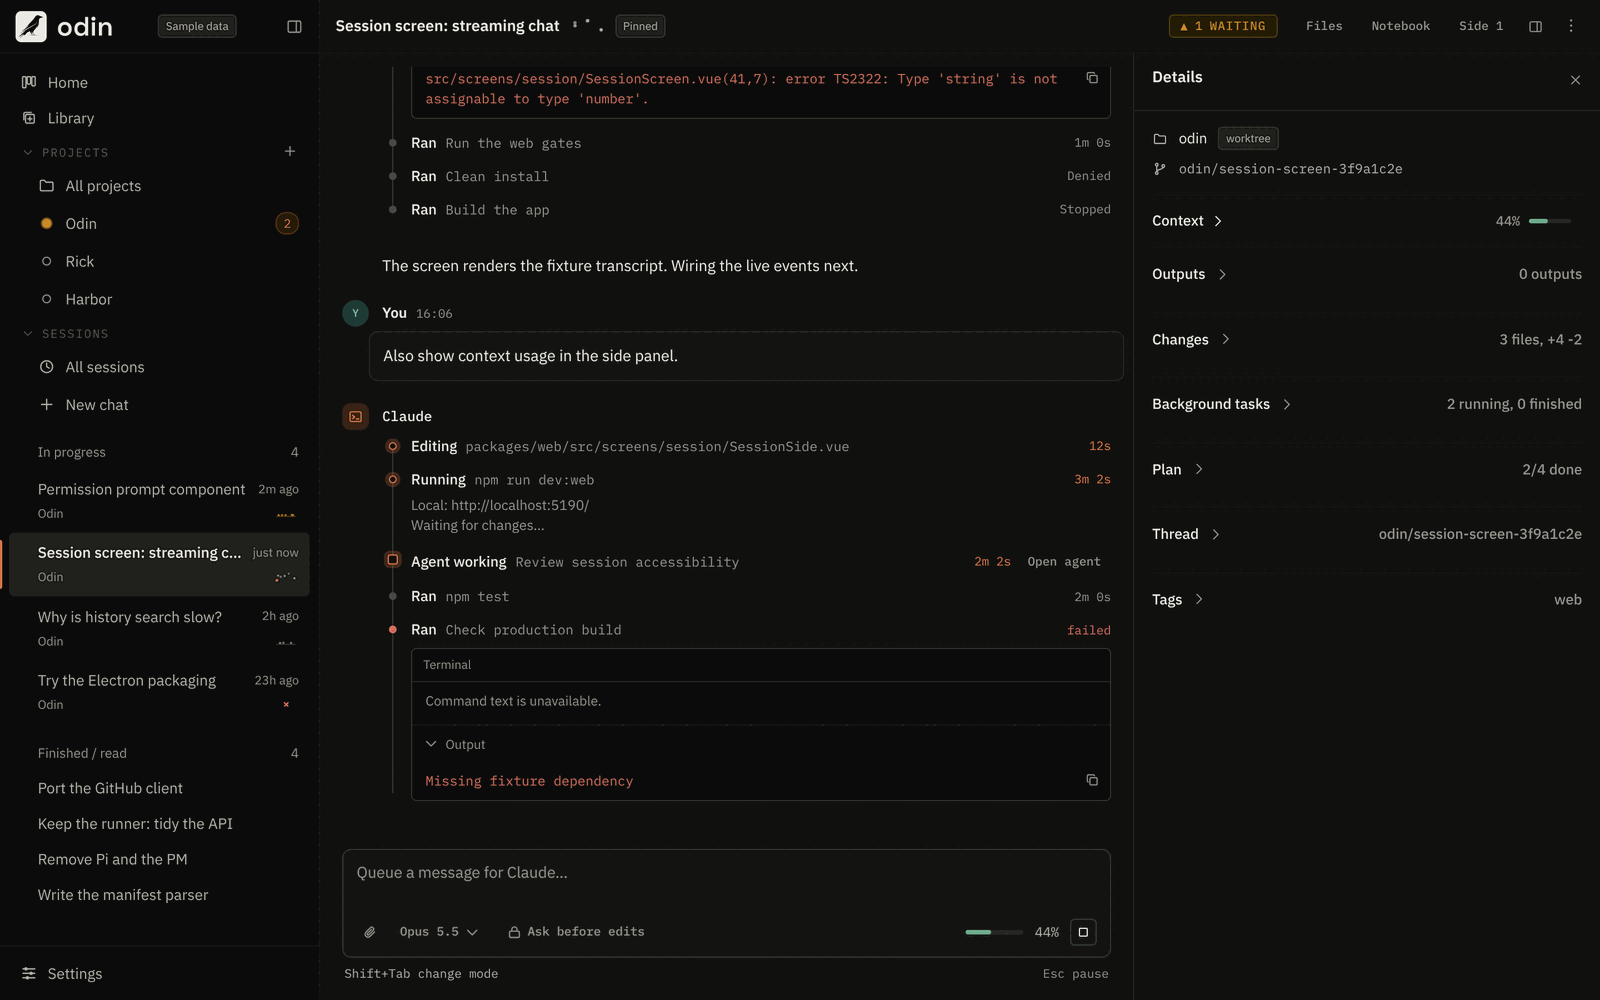 odin
Sample data
Home
Library
PROJECTS
All projects
Odin
2
Rick
Harbor
SESSIONS
All sessions
New chat
In progress
4
Permission prompt component
2m ago
Odin
Session screen: streaming c...
just now
Odin
Why is history search slow?
2h ago
Odin
Try the Electron packaging
23h ago
Odin
Finished / read
4
Port the GitHub client
Keep the runner: tidy the API
Remove Pi and the PM
Write the manifest parser
Settings
Session screen: streaming chat
Pinned
▲ 1 WAITING
Files
Notebook
Side 1
src/screens/session/SessionScreen.vue(41,7): error TS2322: Type 'string' is not
assignable to type 'number'.
Ran Run the web gates
1m 0s
Ran Clean install
Denied
Ran Build the app
Stopped
The screen renders the fixture transcript. Wiring the live events next.
Y
You 16:06
Also show context usage in the side panel.
Claude
Editing packages/web/src/screens/session/SessionSide.vue
12s
Running npm run dev:web
3m 2s
Local: http://localhost:5190/
Waiting for changes...
Agent working Review session accessibility
2m 2s
Open agent
Ran npm test
2m 0s
Ran Check production build
failed
Terminal
Command text is unavailable.
Output
Missing fixture dependency
Queue a message for Claude...
Opus 5.5
Ask before edits
44%
Shift+Tab change mode
Esc pause
Details
odin
worktree
odin/session-screen-3f9a1c2e
Context
44%
Outputs
0 outputs
Changes
3 files, +4 -2
Background tasks
2 running, 0 finished
Plan
2/4 done
Thread
odin/session-screen-3f9a1c2e
Tags
web